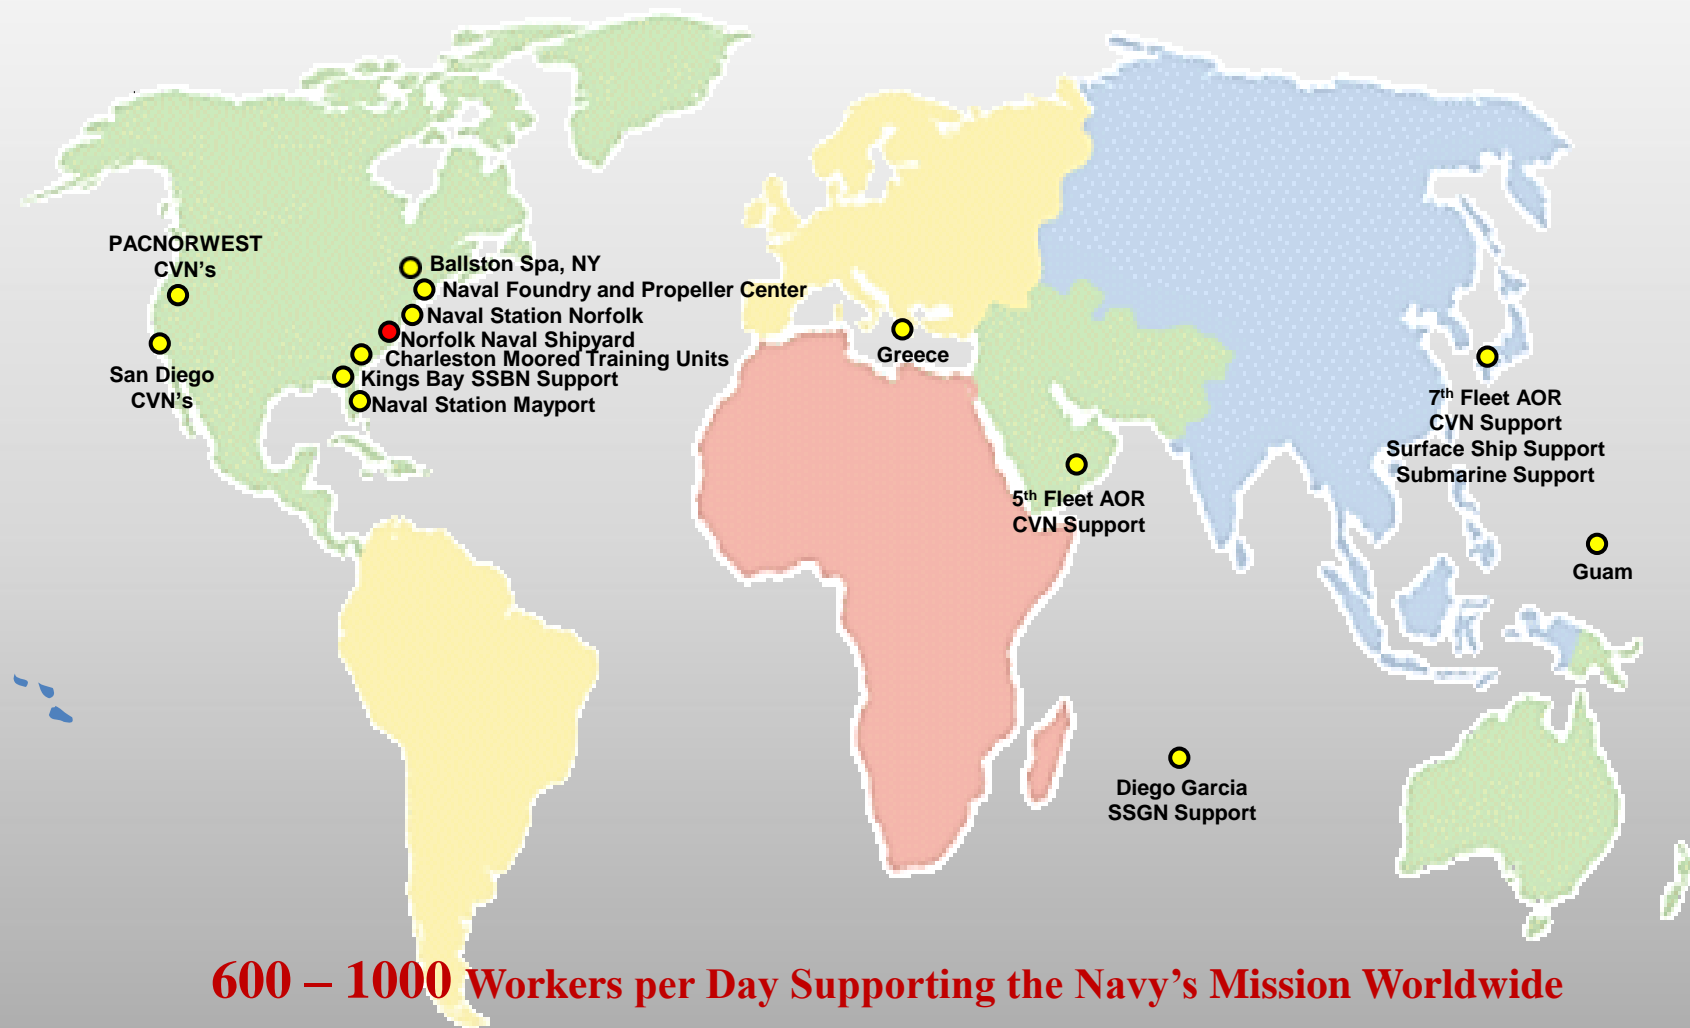 PACNORWEST
CVN's
San Diego
CVN's
Ballston Spa, NY
Naval Foundry and Propeller Center
Naval Station Norfolk
Norfolk Naval Shipyard
Charleston Moored Training Units
Kings Bay SSBN Support
Naval Station Mayport
Greece
5th Fleet AOR
CVN Support
7th Fleet AOR
CVN Support
Surface Ship Support
Submarine Support
Guam
Diego Garcia
SSGN Support
600 – 1000 Workers per Day Supporting the Navy's Mission Worldwide